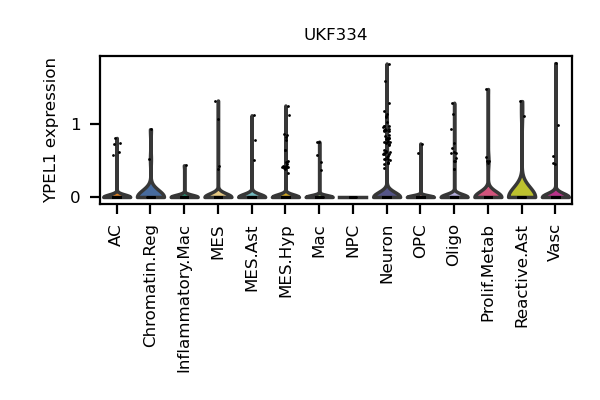 UKF334
YPEL1 expression
1
0
AC
Chromatin.Reg
Inflammatory.Mac
MES
MES.Ast
MES.Hyp
Mac
NPC
Neuron
OPC
Oligo
Prolif.Metab
Reactive.Ast
Vasc